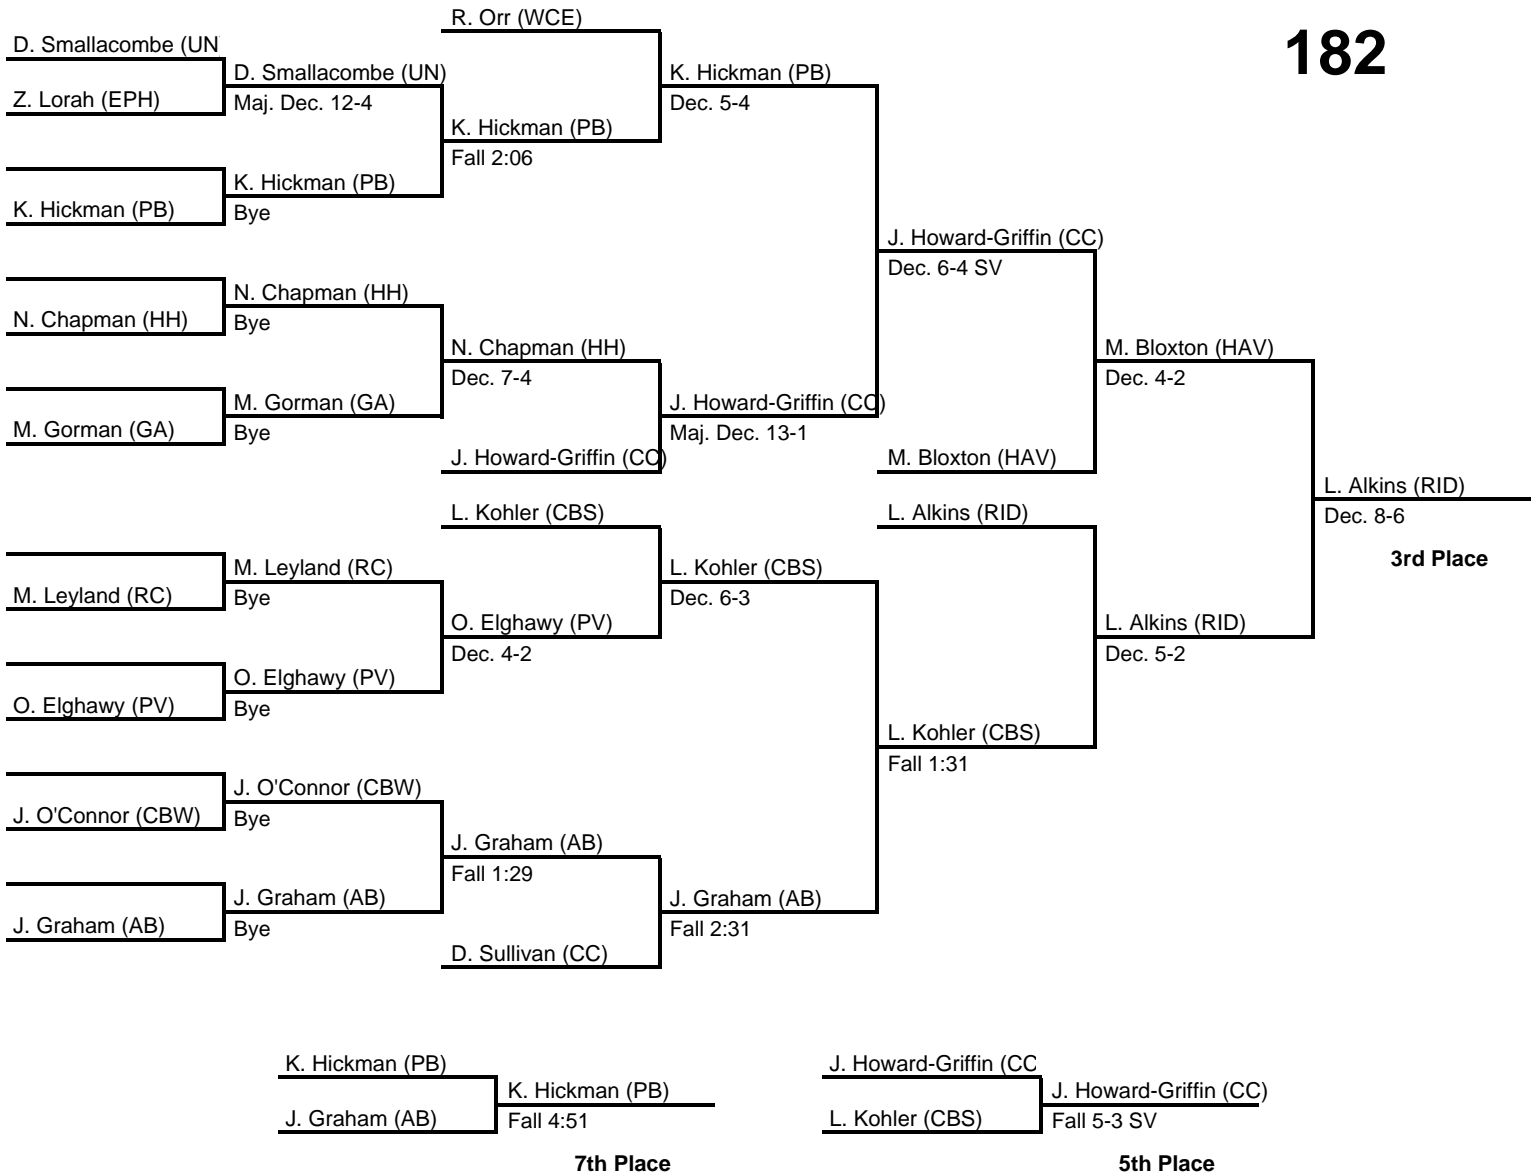 182
R. Orr (WCE)
D. Smallacombe (UN
D. Smallacombe (UN)
K. Hickman (PB)
Z. Lorah (EPH)
Maj. Dec. 12-4
Dec. 5-4
K. Hickman (PB)
Fall 2:06
K. Hickman (PB)
K. Hickman (PB)
Bye
J. Howard-Griffin (CC)
Dec. 6-4 SV
N. Chapman (HH)
N. Chapman (HH)
Bye
N. Chapman (HH)
M. Bloxton (HAV)
Dec. 7-4
Dec. 4-2
M. Gorman (GA)
J. Howard-Griffin (CC)
M. Gorman (GA)
Bye
Maj. Dec. 13-1
J. Howard-Griffin (CC)
M. Bloxton (HAV)
L. Alkins (RID)
Dec. 8-6
3rd Place
L. Kohler (CBS)
L. Alkins (RID)
M. Leyland (RC)
L. Kohler (CBS)
M. Leyland (RC)
Bye
Dec. 6-3
O. Elghawy (PV)
L. Alkins (RID)
Dec. 4-2
Dec. 5-2
O. Elghawy (PV)
O. Elghawy (PV)
Bye
L. Kohler (CBS)
Fall 1:31
J. O'Connor (CBW)
J. O'Connor (CBW)
Bye
J. Graham (AB)
Fall 1:29
J. Graham (AB)
J. Graham (AB)
J. Graham (AB)
Bye
Fall 2:31
D. Sullivan (CC)
K. Hickman (PB)
K. Hickman (PB)
J. Graham (AB)
Fall 4:51
7th Place
J. Howard-Griffin (CC
J. Howard-Griffin (CC)
L. Kohler (CBS)
Fall 5-3 SV
5th Place